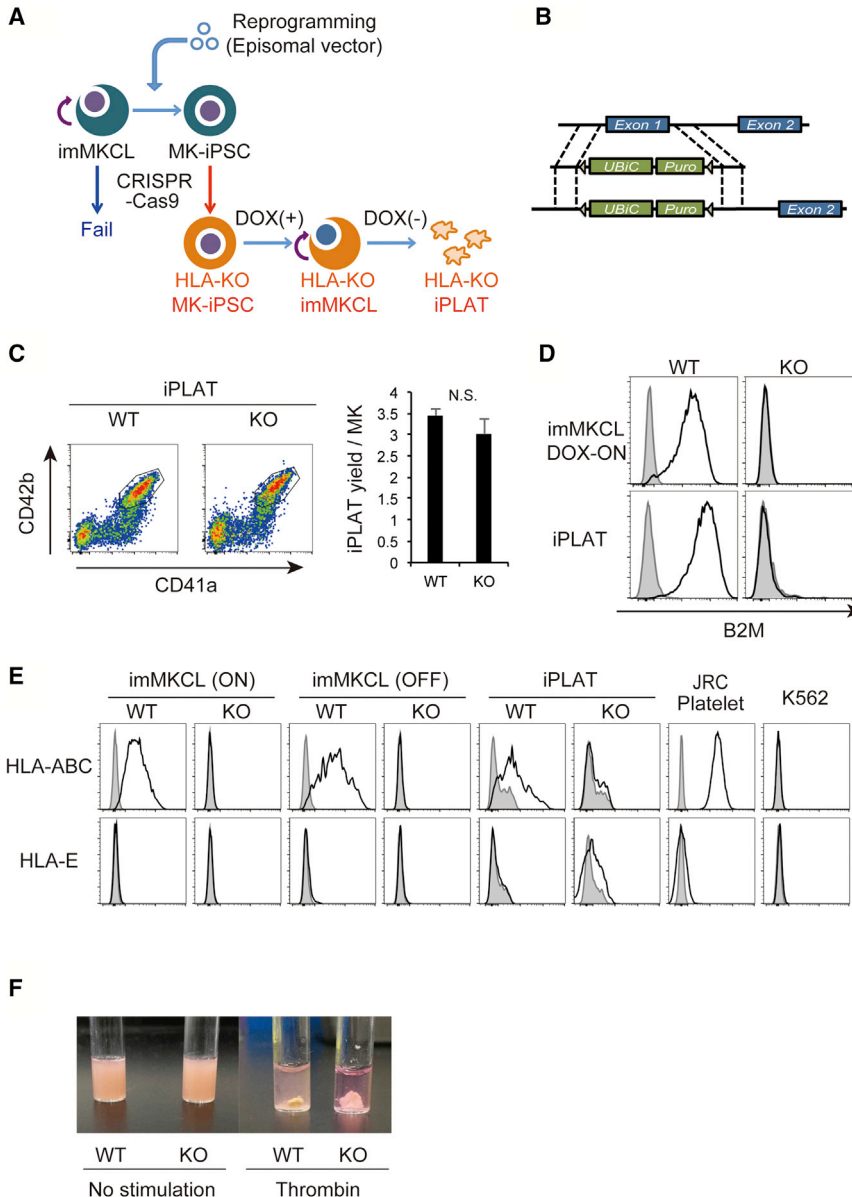 A
Reprogramming
(Episomal vector)
imMKCL
MK-iPSC
CRISPR
-Cas9
Fail
DOX(+)
DOX(-)
HLA-KO
MK-iPSC
HLA-KO
imMKCL
HLA-KO
iPLAT
B
Exon 1
Exon 2
UBiC
Puro
UBiC
Puro
Exon 2
C
iPLAT
WT
KO
CD42b
CD41a
N.S.
iPLAT yield / MK
4
3.5
3
2.5
2
1.5
1
0.5
0
WT
KO
D
WT
KO
imMKCL
DOX-ON
iPLAT
B2M
E
imMKCL (ON)
imMKCL (OFF)
iPLAT
JRC
Platelet
K562
WT
KO
WT
KO
WT
KO
HLA-ABC
HLA-E
F
WT
KO
WT
KO
No stimulation
Thrombin